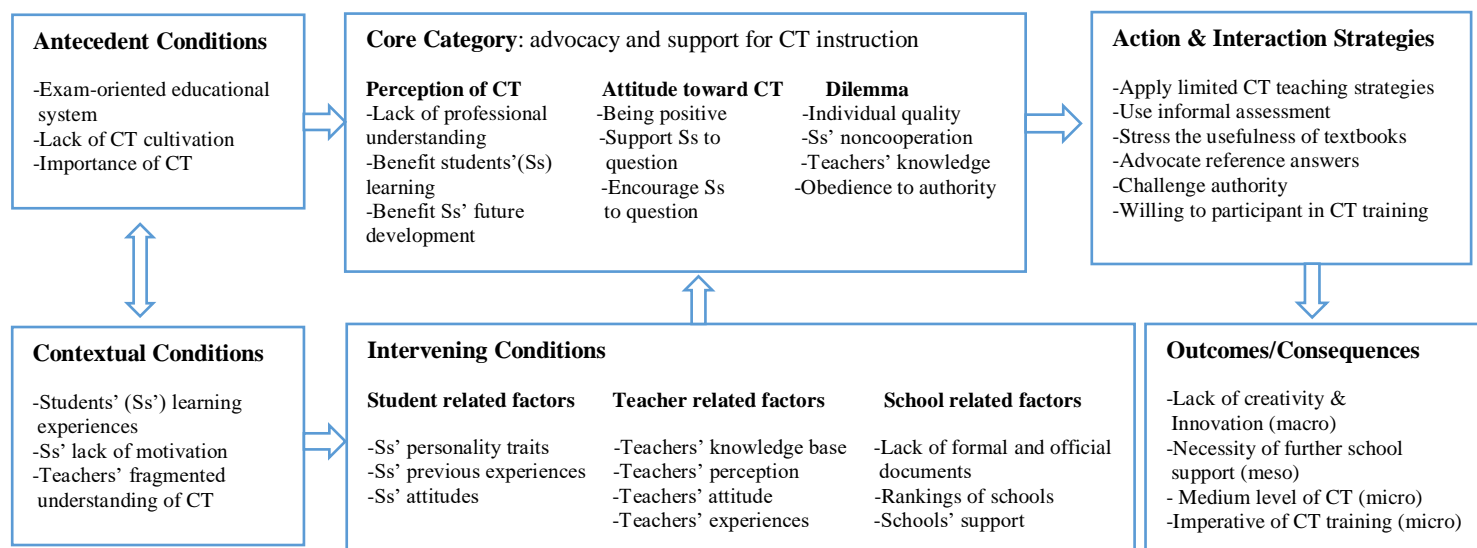 Antecedent Conditions
-Exam-oriented educational
system
-Lack of CT cultivation
-Importance of CT
Core Category: advocacy and support for CT instruction
Perception of CT
-Lack of professional
understanding
-Benefit students’(Ss)
learning
-Benefit Ss’ future
development
Attitude toward CT
-Being positive
-Support Ss to
question
-Encourage Ss
to question
Dilemma
-Individual quality
-Ss’ noncooperation
-Teachers’ knowledge
-Obedience to authority
Action & Interaction Strategies
-Apply limited CT teaching strategies
-Use informal assessment
-Stress the usefulness of textbooks
-Advocate reference answers
-Challenge authority
-Willing to participant in CT training
Contextual Conditions
-Students’ (Ss’) learning
experiences
-Ss’ lack of motivation
-Teachers’ fragmented
understanding of CT
Intervening Conditions
Student related factors
-Ss’ personality traits
-Ss’ previous experiences
-Ss’ attitudes
Teacher related factors
-Teachers’ knowledge base
-Teachers’ perception
-Teachers’ attitude
-Teachers’ experiences
School related factors
-Lack of formal and official
documents
-Rankings of schools
-Schools’ support
Outcomes/Consequences
-Lack of creativity &
Innovation (macro)
-Necessity of further school
support (meso)
- Medium level of CT (micro)
-Imperative of CT training (micro)